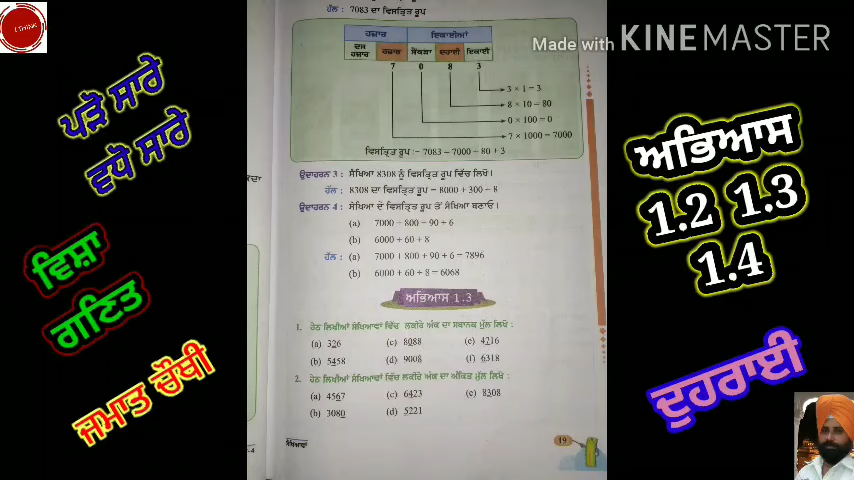 I THINK
Made with KINEMASTER
ਪੜੋ ਸਾਰੇ
ਵਧੋ ਸਾਰੇ
ਵਿਸ਼ਾ
ਗਣਿਤ
ਜਮਾਤ ਚੌਥੀ
ਹੱਲ : 7083 ਦਾ ਵਿਸਤ੍ਰਿਤ ਰੂਪ
ਹਜ਼ਾਰ ਇਕਾਈਆਂ
ਦਸ ਹਜ਼ਾਰ ਹਜ਼ਾਰ ਸੈਂਕੜਾ ਦਹਾਈ ਇਕਾਈ
7 0 8 3
3 × 1 = 3
8 × 10 = 80
0 × 100 = 0
7 × 1000 = 7000
ਵਿਸਤ੍ਰਿਤ ਰੂਪ :- 7083 = 7000 + 80 + 3
ਉਦਾਹਰਨ 3 : ਸੰਖਿਆ 8308 ਨੂੰ ਵਿਸਤ੍ਰਿਤ ਰੂਪ ਵਿੱਚ ਲਿਖੋ।
ਹੱਲ : 8308 ਦਾ ਵਿਸਤ੍ਰਿਤ ਰੂਪ = 8000 + 300 + 8
ਉਦਾਹਰਨ 4 : ਸੰਖਿਆ ਦੇ ਵਿਸਤ੍ਰਿਤ ਰੂਪ ਤੋਂ ਸੰਖਿਆ ਬਣਾਓ।
(a) 7000 + 800 + 90 + 6
(b) 6000 + 60 + 8
ਹੱਲ : (a) 7000 + 800 + 90 + 6 = 7896
(b) 6000 + 60 + 8 = 6068
ਅਭਿਆਸ 1.3
1. ਹੇਠ ਲਿਖੀਆਂ ਸੰਖਿਆਵਾਂ ਵਿੱਚ ਲਕੀਰੇ ਅੰਕ ਦਾ ਸਥਾਨਕ ਮੁੱਲ ਲਿਖੋ :
(a) 326 (c) 8088 (e) 4216
(b) 5458 (d) 9008 (f) 6318
2. ਹੇਠ ਲਿਖੀਆਂ ਸੰਖਿਆਵਾਂ ਵਿੱਚ ਲਕੀਰੇ ਅੰਕ ਦਾ ਅੰਕਿਤ ਮੁੱਲ ਲਿਖੋ :
(a) 4567 (c) 6423 (e) 8308
(b) 3080 (d) 5221
ਸੰਖਿਆਵਾਂ
19
ਅਭਿਆਸ
1.2 1.3
1.4
ਦੁਹਰਾਈ